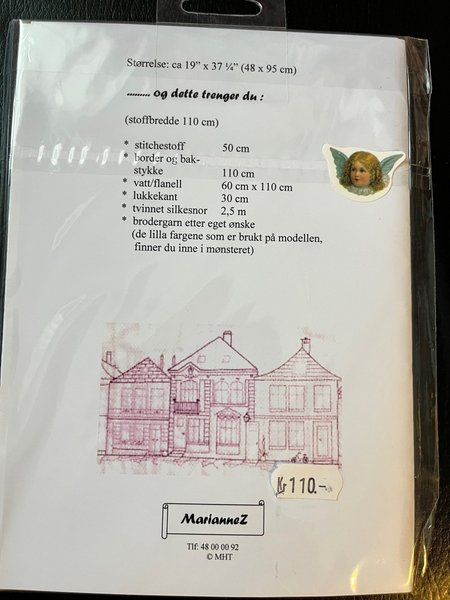 Størrelse: ca 19” x 37 ¼” (48 x 95 cm)
......... og dette trenger du :
(stoffbredde 110 cm)
* stitchestoff 50 cm
* border og bak-
stykke 110 cm
* vatt/flanell 60 cm x 110 cm
* lukkekant 30 cm
* tvinnet silkesnor 2,5 m
* brodergarn etter eget ønske
(de lilla fargene som er brukt på modellen,
finner du inne i mønsteret)
Kr 110.-
MarianneZ
Tlf: 48 00 00 92
© MHT